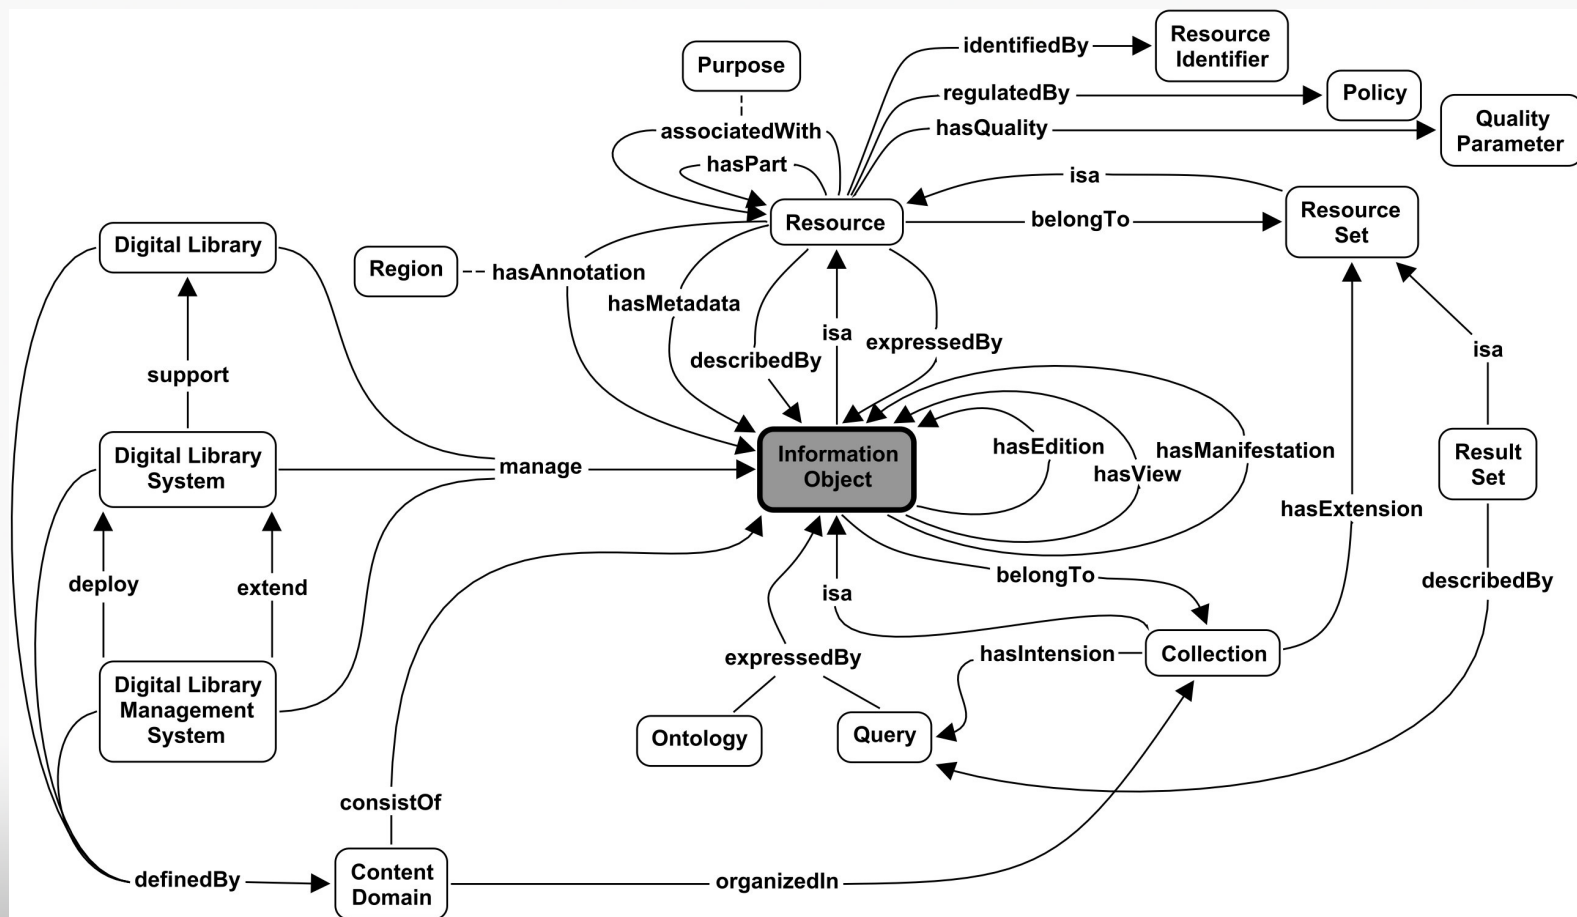 identifiedBy
Resource
Identifier
Purpose
regulatedBy
Policy
associatedWith
hasQuality
Quality
Parameter
hasPart
isa
Resource
belongTo
Resource
Set
Digital Library
Region
hasAnnotation
hasMetadata
isa
expressedBy
describedBy
isa
support
Digital Library
System
manage
Information
Object
hasEdition
hasView
hasManifestation
Result
Set
hasExtension
deploy
extend
isa
belongTo
describedBy
expressedBy
hasIntension
Collection
Digital Library
Management
System
Ontology
Query
consistOf
definedBy
Content
Domain
organizedIn